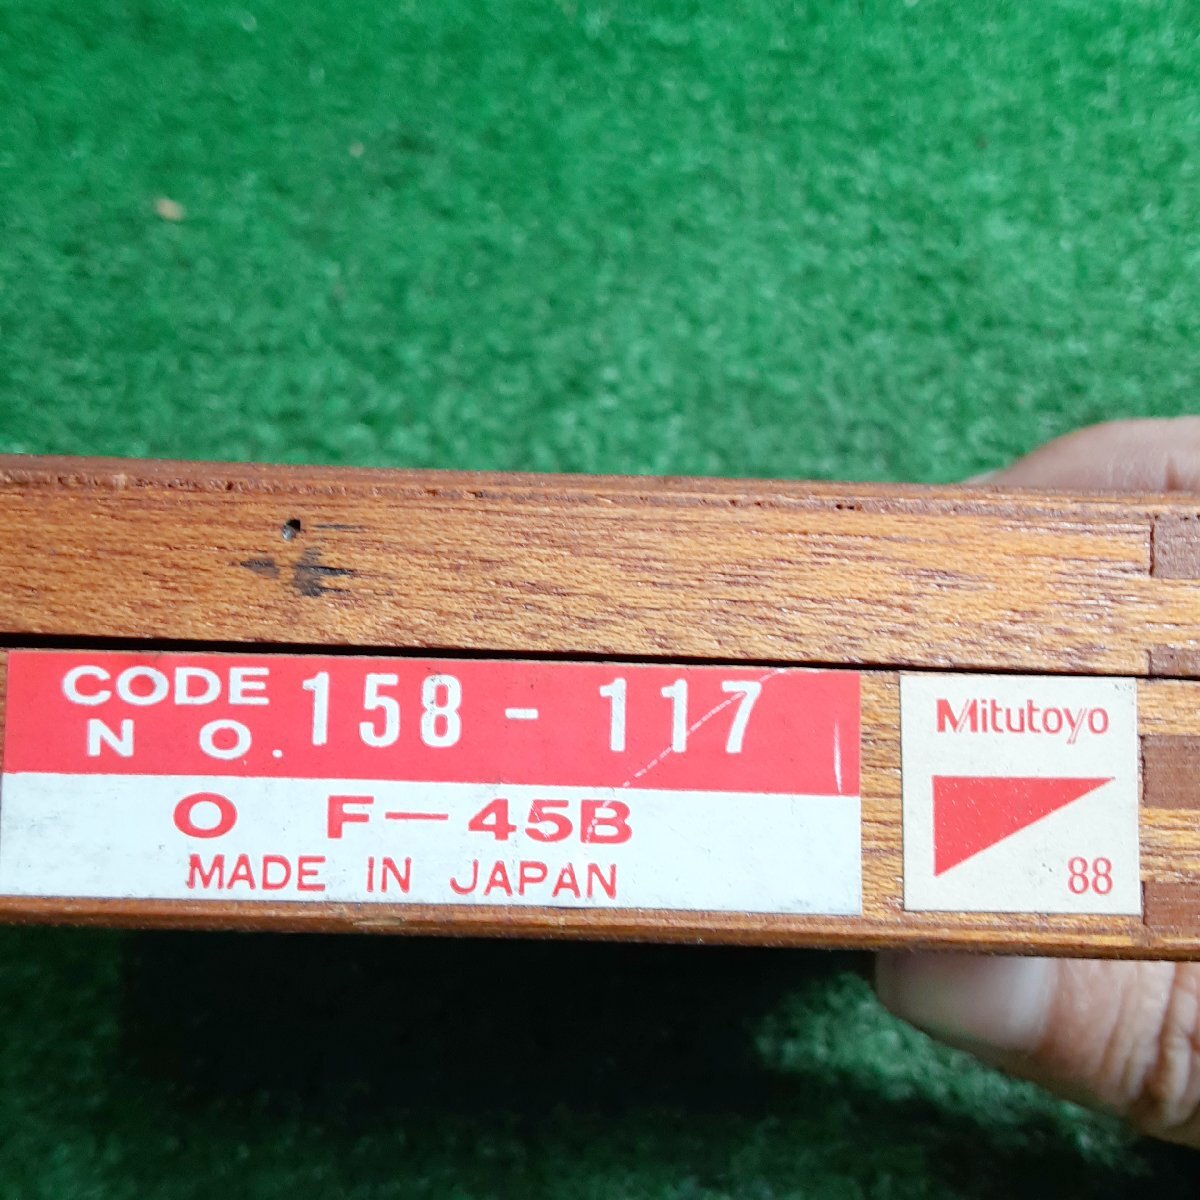 CODE NO. 158 - 117
O F-45B
MADE IN JAPAN
Mitutoyo
88